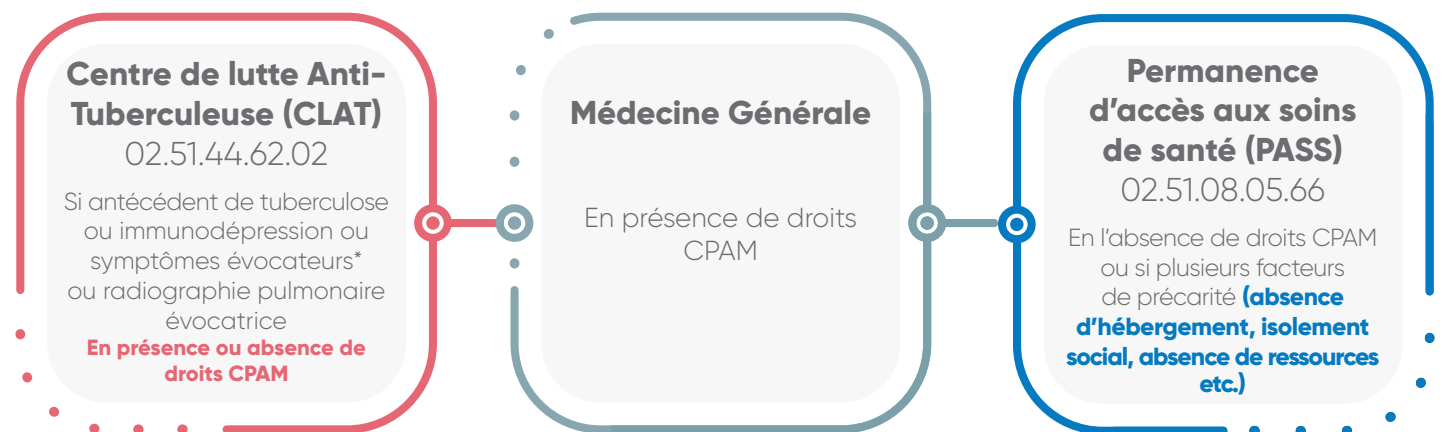 Centre de lutte Anti-
Tuberculeuse (CLAT)
02.51.44.62.02
Si antécédent de tuberculose
ou immunodépression ou
symptômes évocateurs*
ou radiographie pulmonaire
évocatrice
En présence ou absence de
droits CPAM
Médecine Générale
En présence de droits
CPAM
Permanence
d'accès aux soins
de santé (PASS)
02.51.08.05.66
En l'absence de droits CPAM
ou si plusieurs facteurs
de précarité (absence
d'hébergement, isolement
social, absence de ressources
etc.)